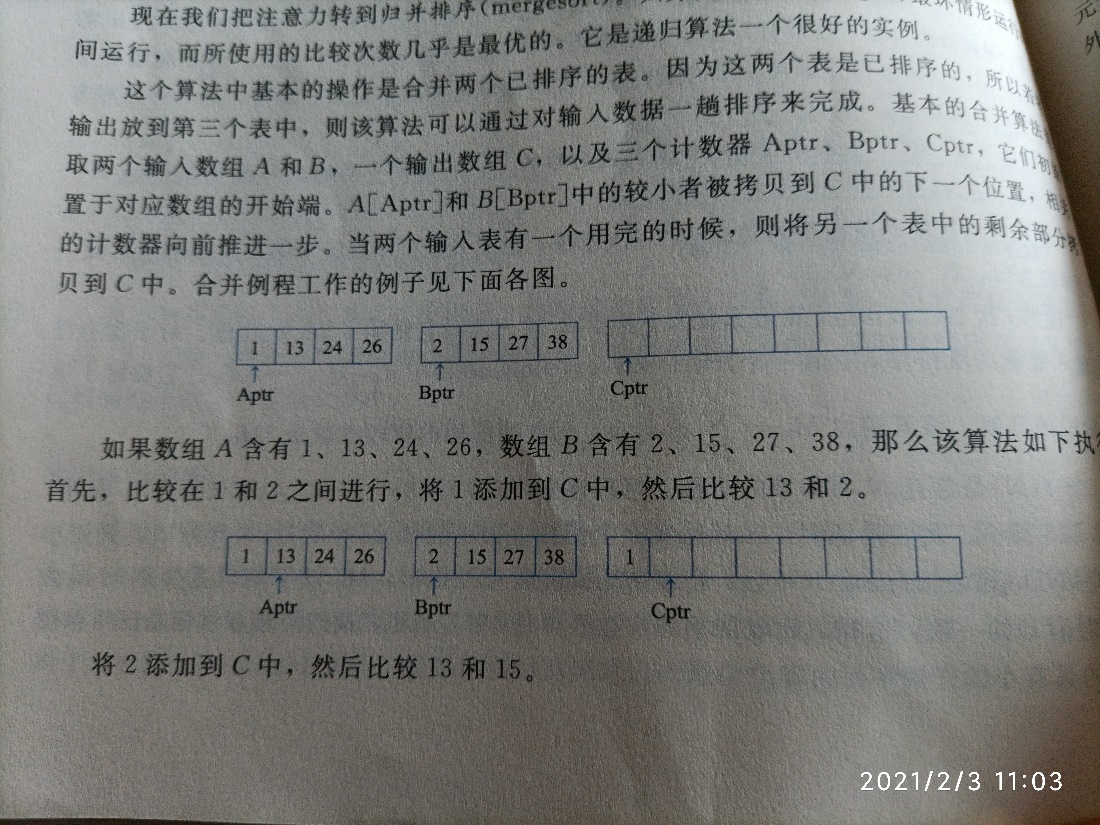 现在我们把注意力转到归并排序(mergesort)。
最坏情形运行
间运行，而所使用的比较次数几乎是最优的。它是递归算法一个很好的实例。
这个算法中基本的操作是合并两个已排序的表。因为这两个表是已排序的，所以若
输出放到第三个表中，则该算法可以通过对输入数据一趟排序来完成。基本的合并算法
取两个输入数组 A 和 B，一个输出数组 C，以及三个计数器 Aptr、Bptr、Cptr，它们初
置于对应数组的开始端。A[Aptr]和 B[Bptr]中的较小者被拷贝到 C 中的下一个位置，相
的计数器向前推进一步。当两个输入表有一个用完的时候，则将另一个表中的剩余部分
贝到 C 中。合并例程工作的例子见下面各图。
1 13 24 26 2 15 27 38
Aptr Bptr Cptr
如果数组 A 含有 1、13、24、26，数组 B 含有 2、15、27、38，那么该算法如下执
首先，比较在 1 和 2 之间进行，将 1 添加到 C 中，然后比较 13 和 2。
1 13 24 26 2 15 27 38 1
Aptr Bptr Cptr
将 2 添加到 C 中，然后比较 13 和 15。
元
外
2021/2/3 11:03